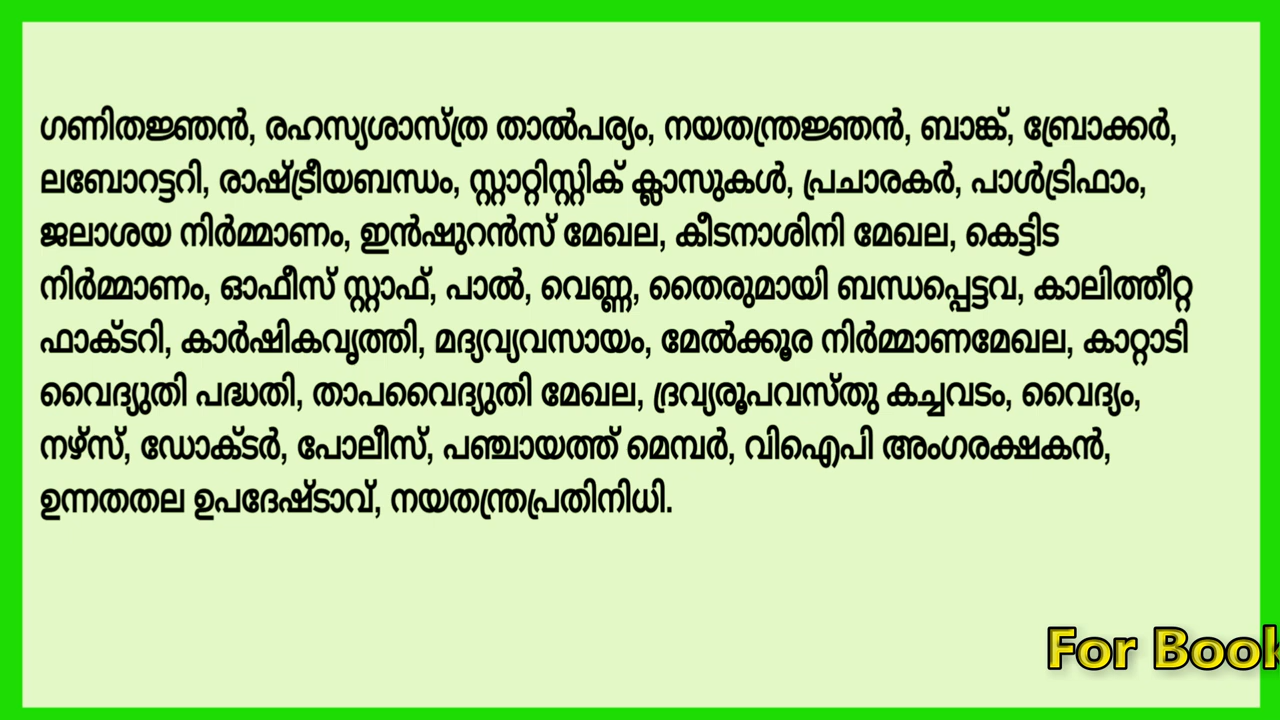 ഗണിതജ്ഞൻ, രഹസ്യശാസ്ത്ര താൽപര്യം, നയതന്ത്രജ്ഞൻ, ബാങ്ക്, ബ്രോക്കർ,
ലബോറട്ടറി, രാഷ്ട്രീയബന്ധം, സ്റ്റാറ്റിസ്റ്റിക് ക്ലാസുകൾ, പ്രചാരകർ, പാൾട്രിഫാം,
ജലാശയ നിർമ്മാണം, ഇൻഷുറൻസ് മേഖല, കീടനാശിനി മേഖല, കെട്ടിട
നിർമ്മാണം, ഓഫീസ് സ്റ്റാഫ്, പാൽ, വെണ്ണ, തൈരുമായി ബന്ധപ്പെട്ടവ, കാലിത്തീറ്റ
ഫാക്ടറി, കാർഷികവൃത്തി, മദ്യവ്യവസായം, മേൽക്കൂര നിർമ്മാണമേഖല, കാറ്റാടി
വൈദ്യുതി പദ്ധതി, താപവൈദ്യുതി മേഖല, ദ്രവ്യരൂപവസ്തു കച്ചവടം, വൈദ്യം,
നഴ്സ്, ഡോക്ടർ, പോലീസ്, പഞ്ചായത്ത് മെമ്പർ, വിഐപി അംഗരക്ഷകൻ,
ഉന്നതതല ഉപദേഷ്ടാവ്, നയതന്ത്രപ്രതിനിധി.
For Book